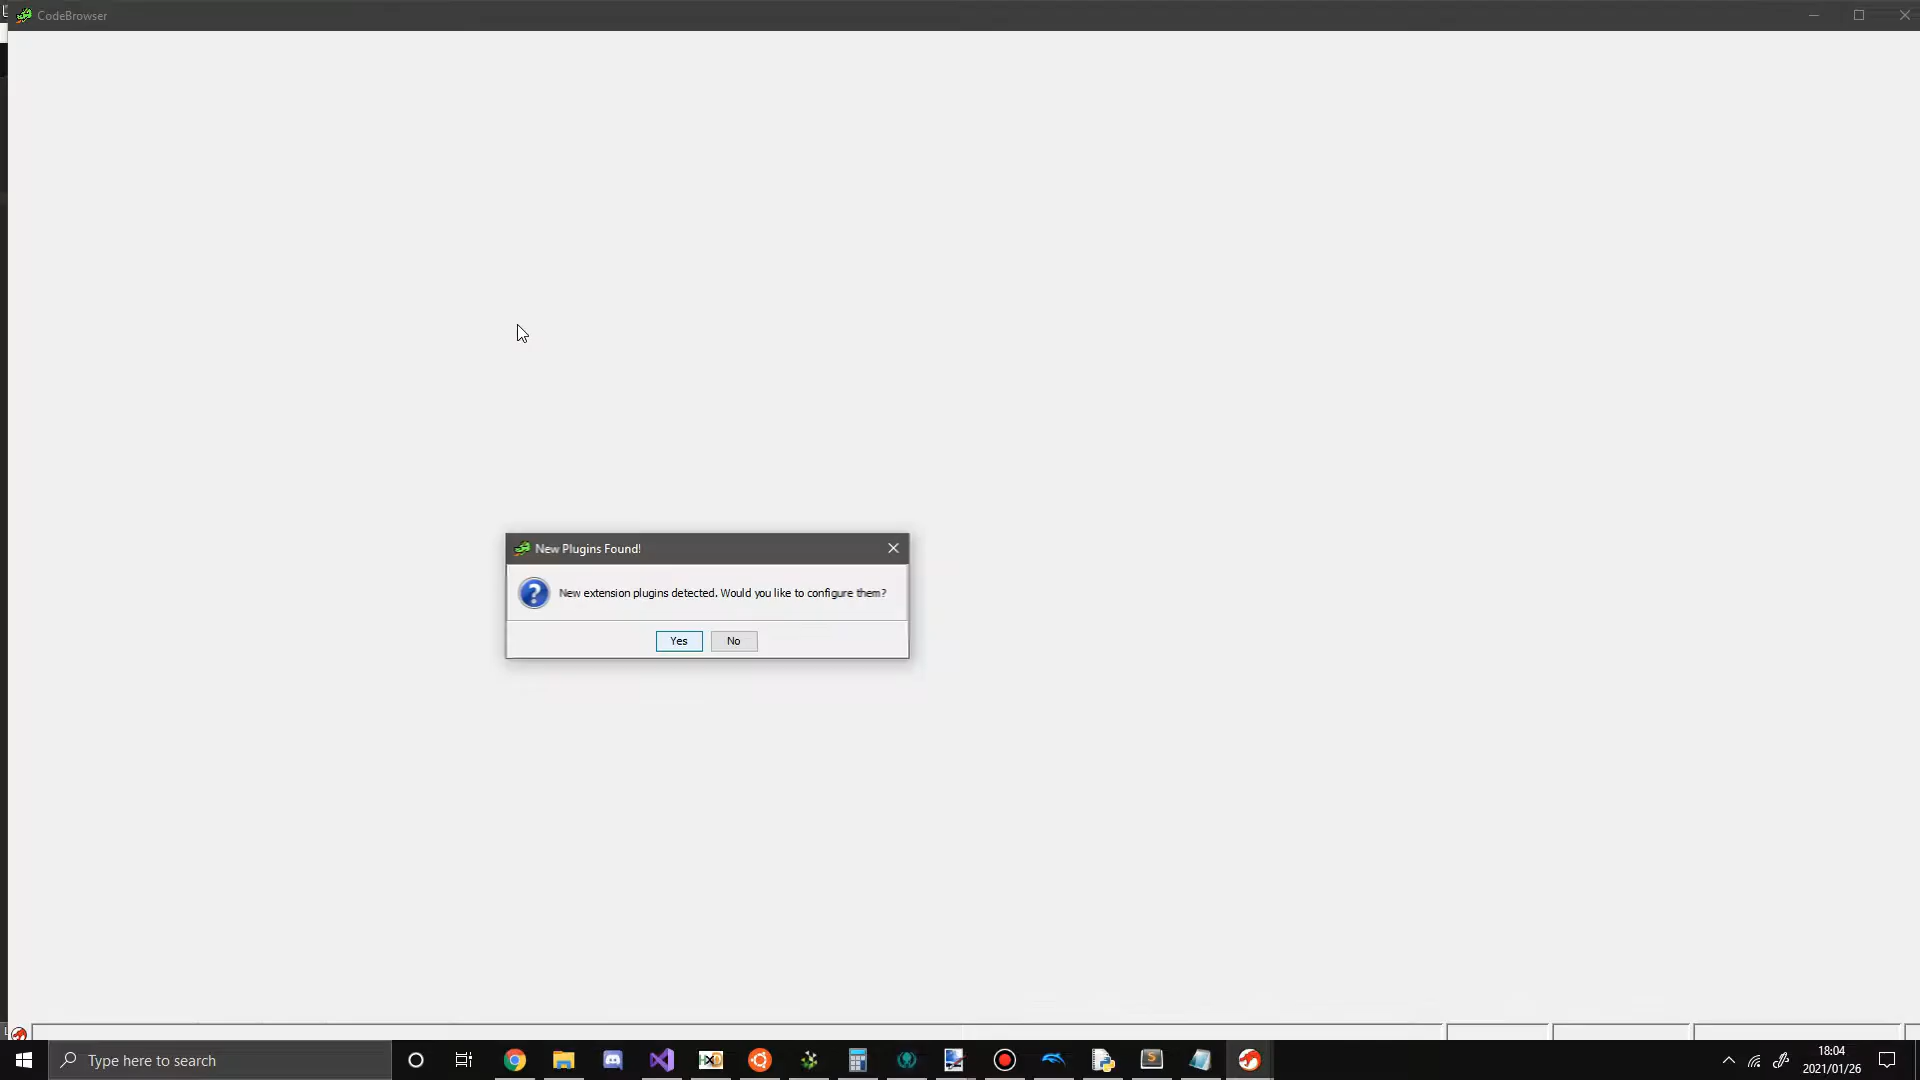 CodeBrowser
New Plugins Found!
New extension plugins detected. Would you like to configure them?
Yes
No
Type here to search
18:04
2021/01/26